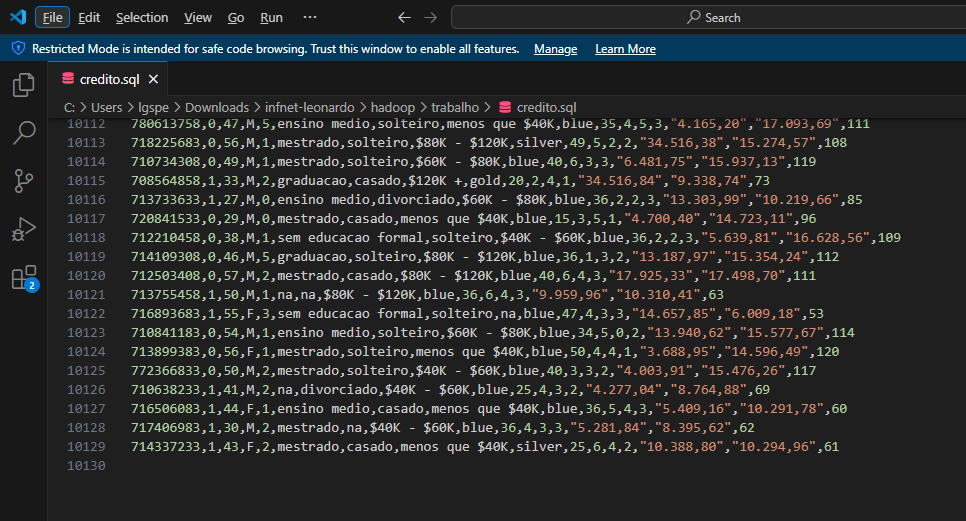 File Edit Selection View Go Run ··· ← → Search
Restricted Mode is intended for safe code browsing. Trust this window to enable all features. Manage Learn More
credito.sql ×
C: > Users > lgspe > Downloads > infnet-leonardo > hadoop > trabalho > credito.sql
10112 780613758,0,47,M,5,ensino medio,solteiro,menos que $40K,blue,35,4,5,3,"4.165,20","17.093,69",111
10113 718225683,0,56,M,1,mestrado,solteiro,$80K - $120K,silver,49,5,2,2,"34.516,38","15.274,57",108
10114 710734308,0,49,M,1,mestrado,solteiro,$60K - $80K,blue,40,6,3,3,"6.481,75","15.937,13",119
10115 708564858,1,33,M,2,graduacao,casado,$120K +,gold,20,2,4,1,"34.516,84","9.338,74",73
10116 713733633,1,27,M,0,ensino medio,divorciado,$60K - $80K,blue,36,2,2,3,"13.303,99","10.219,66",85
10117 720841533,0,29,M,0,mestrado,casado,menos que $40K,blue,15,3,5,1,"4.700,40","14.723,11",96
10118 712210458,0,38,M,1,sem educacao formal,solteiro,$40K - $60K,blue,36,2,2,3,"5.639,81","16.628,56",109
10119 714109308,0,46,M,5,graduacao,solteiro,$80K - $120K,blue,36,1,3,2,"13.187,97","15.354,24",112
10120 712503408,0,57,M,2,mestrado,casado,$80K - $120K,blue,40,6,4,3,"17.925,33","17.498,70",111
10121 713755458,1,50,M,1,na,na,$80K - $120K,blue,36,6,4,3,"9.959,96","10.310,41",63
10122 716893683,1,55,F,3,sem educacao formal,solteiro,na,blue,47,4,3,3,"14.657,85","6.009,18",53
10123 710841183,0,54,M,1,ensino medio,solteiro,$60K - $80K,blue,34,5,0,2,"13.940,62","15.577,67",114
10124 713899383,0,56,F,1,mestrado,solteiro,menos que $40K,blue,50,4,4,1,"3.688,95","14.596,49",120
10125 772366833,0,50,M,2,mestrado,solteiro,$40K - $60K,blue,40,3,3,2,"4.003,91","15.476,26",117
10126 710638233,1,41,M,2,na,divorciado,$40K - $60K,blue,25,4,3,2,"4.277,04","8.764,88",69
10127 716506083,1,44,F,1,ensino medio,casado,menos que $40K,blue,36,5,4,3,"5.409,16","10.291,78",60
10128 717406983,1,30,M,2,mestrado,na,$40K - $60K,blue,36,4,3,3,"5.281,84","8.395,62",62
10129 714337233,1,43,F,2,mestrado,casado,menos que $40K,silver,25,6,4,2,"10.388,80","10.294,96",61
10130
2